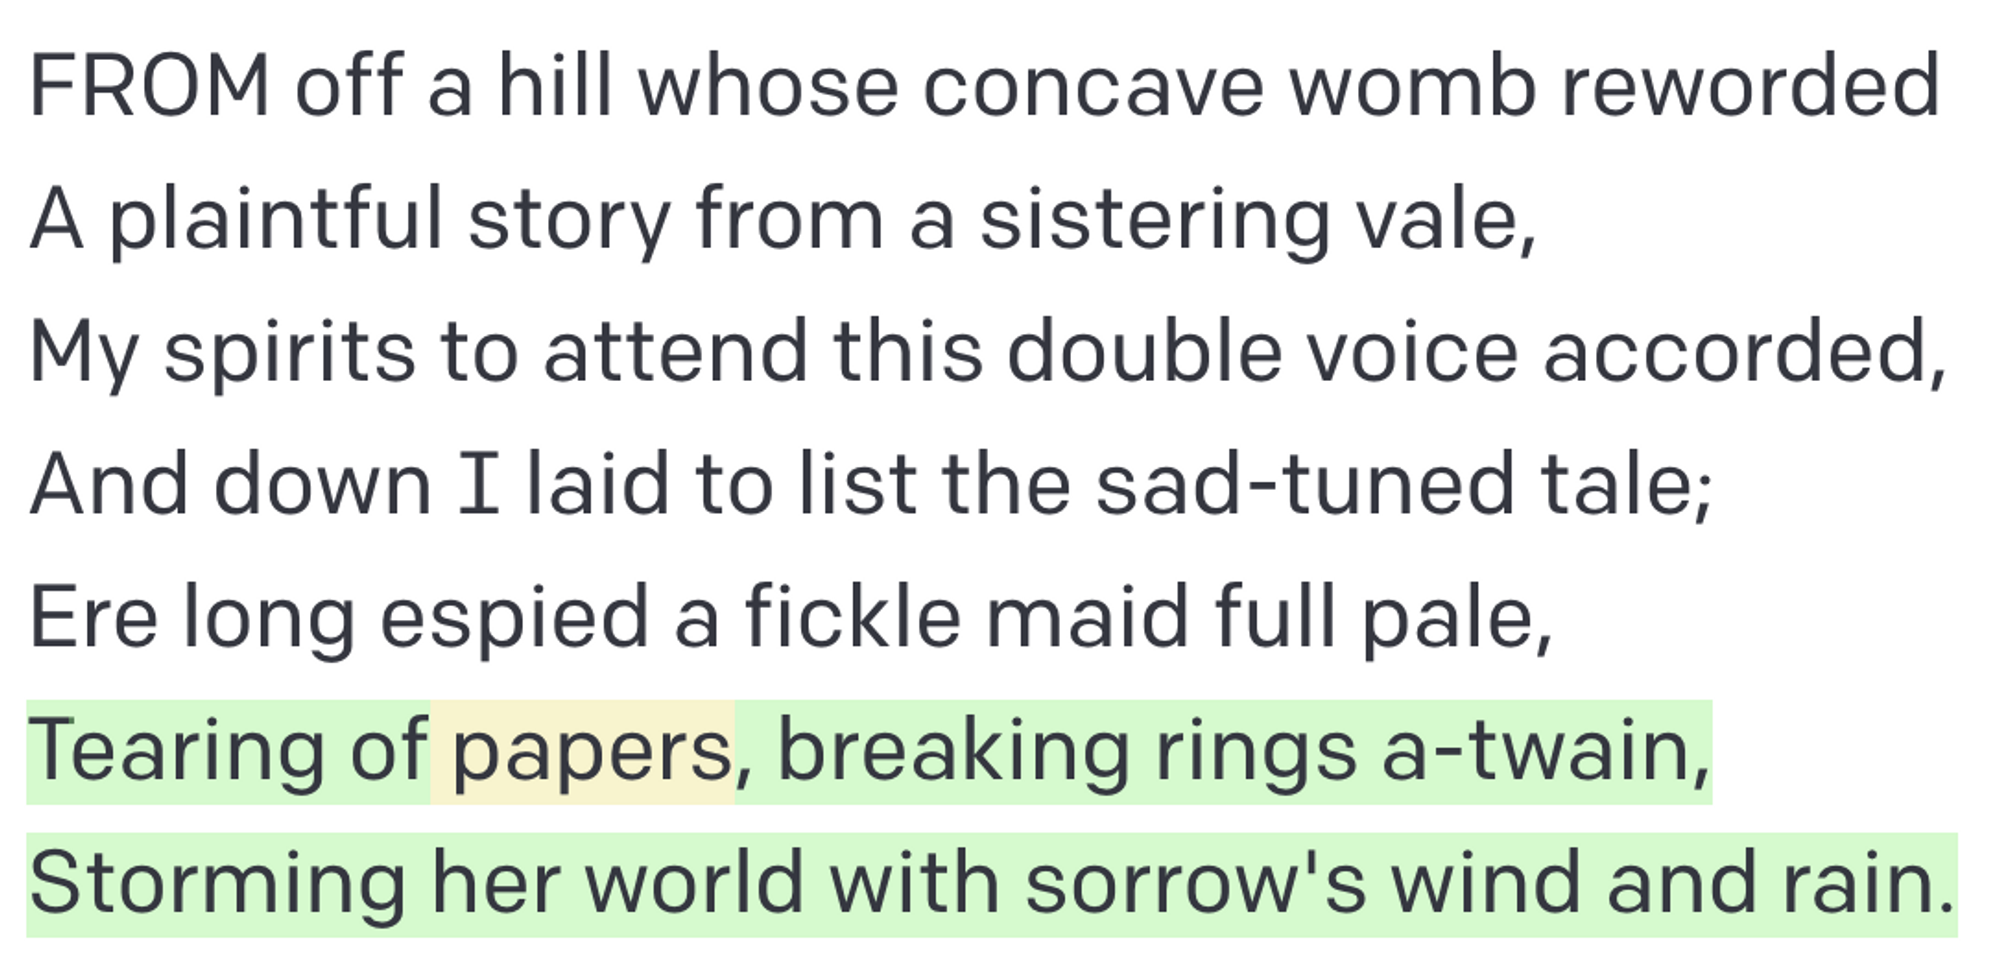 FROM off a hill whose concave womb reworded
A plaintful story from a sistering vale,
My spirits to attend this double voice accorded,
And down I laid to list the sad-tuned tale;
Ere long espied a fickle maid full pale,
Tearing of papers, breaking rings a-twain,
Storming her world with sorrow's wind and rain.